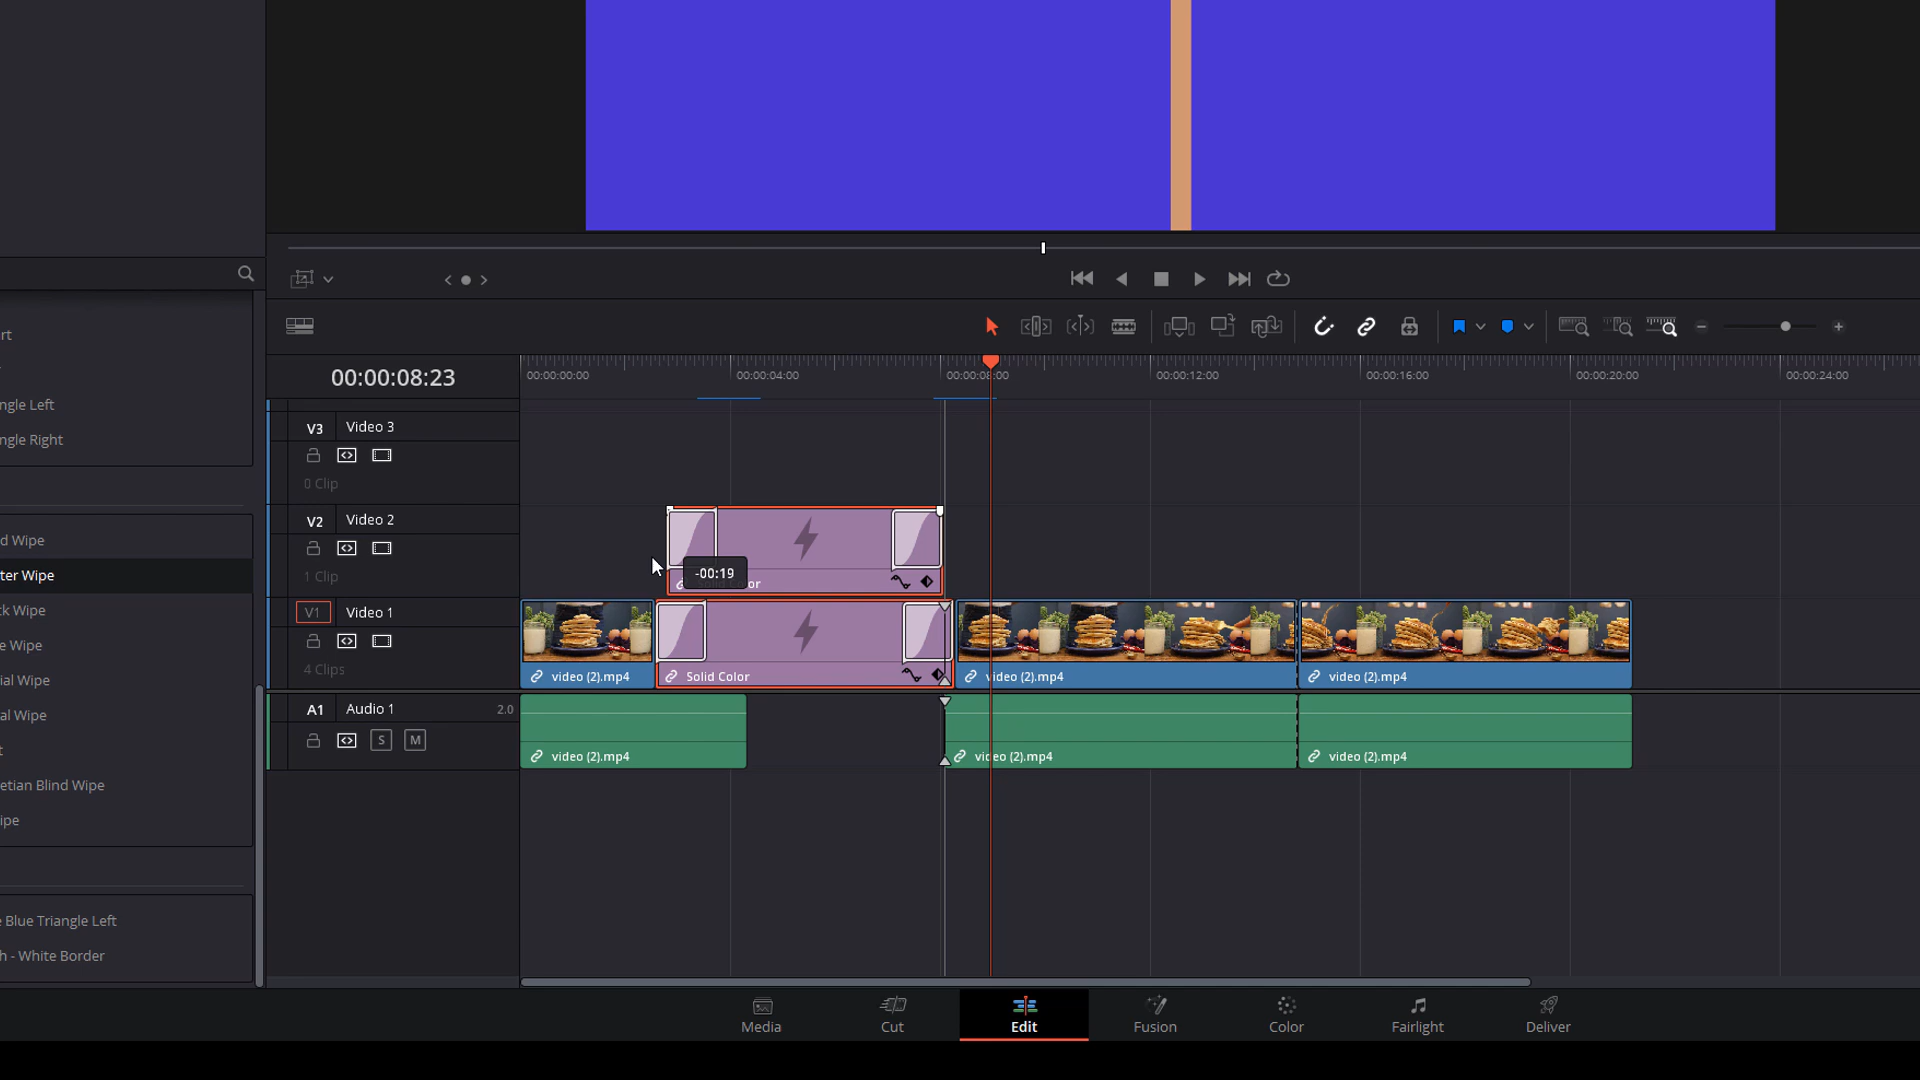 rt
ngle Left
ngle Right
d Wipe
ter Wipe
ck Wipe
e Wipe
ial Wipe
al Wipe
t
etian Blind Wipe
ipe
e Blue Triangle Left
h - White Border
00:00:08:23
00:00:00:00
00:00:04:00
00:00:08:00
00:00:12:00
00:00:16:00
00:00:20:00
00:00:24:00
V3 Video 3
0 Clip
V2 Video 2
1 Clip
-00:19
V1 Video 1
4 Clips
video (2).mp4
Solid Color
video (2).mp4
video (2).mp4
A1 Audio 1 2.0
S M
video (2).mp4
video (2).mp4
video (2).mp4
Media
Cut
Edit
Fusion
Color
Fairlight
Deliver